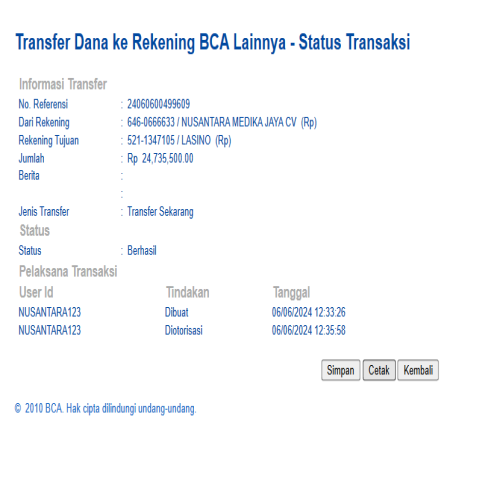 Transfer Dana ke Rekening BCA Lainnya - Status Transaksi
Informasi Transfer
No. Referensi : 24060600499609
Dari Rekening : 646-0666633 / NUSANTARA MEDIKA JAYA CV (Rp)
Rekening Tujuan : 521-1347105 / LASINO (Rp)
Jumlah : Rp 24,735,500.00
Berita :
:
Jenis Transfer : Transfer Sekarang
Status
Status : Berhasil
Pelaksana Transaksi
User Id Tindakan Tanggal
NUSANTARA123 Dibuat 06/06/2024 12:33:26
NUSANTARA123 Diotorisasi 06/06/2024 12:35:58
Simpan Cetak Kembali
© 2010 BCA. Hak cipta dilindungi undang-undang.